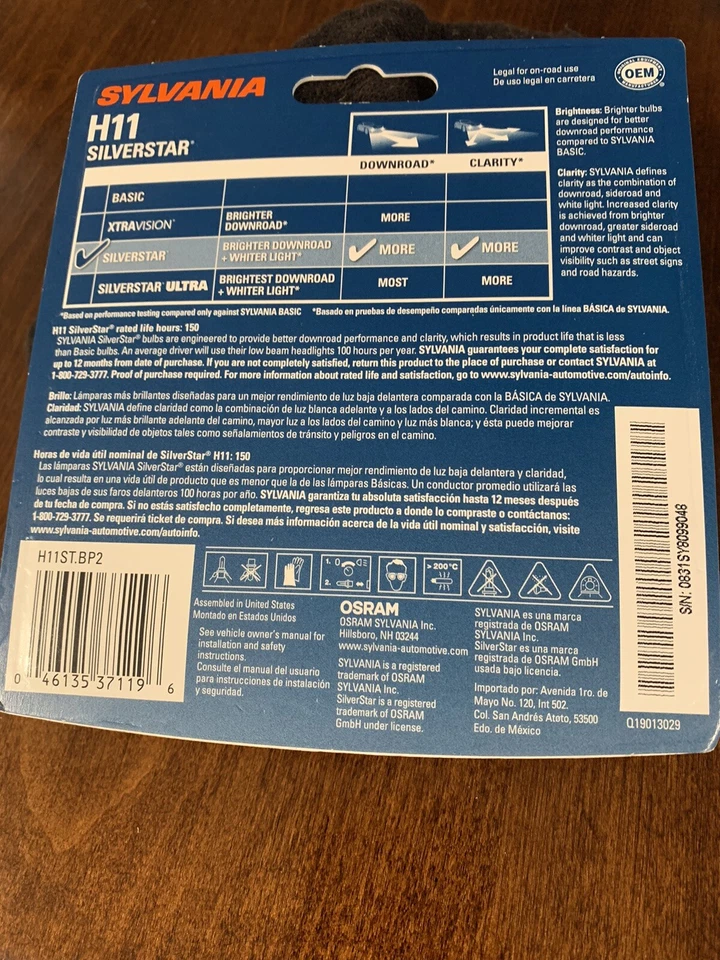 SYLVANIA
H11
SILVERSTAR®
Legal for on-road use
De uso legal en carretera
ORIGINAL EQUIPMENT
OEM
MANUFACTURER
DOWNROAD*
CLARITY*
BASIC
XTRAVISION®
BRIGHTER
DOWNROAD*
MORE
SILVERSTAR®
BRIGHTER DOWNROAD
+ WHITER LIGHT*
MORE
MORE
SILVERSTAR® ULTRA
BRIGHTEST DOWNROAD
+ WHITER LIGHT*
MOST
MORE
Brightness: Brighter bulbs
are designed for better
downroad performance
compared to SYLVANIA
BASIC.
Clarity: SYLVANIA defines
clarity as the combination of
downroad, sideroad and
white light. Increased clarity
is achieved from brighter
downroad, greater sideroad
and whiter light and can
improve contrast and object
visibility such as street signs
and road hazards.
*Based on performance testing compared only against SYLVANIA BASIC *Basado en pruebas de desempeño comparadas únicamente con la línea BÁSICA de SYLVANIA.
H11 SilverStar® rated life hours: 150
SYLVANIA SilverStar® bulbs are engineered to provide better downroad performance and clarity, which results in product life that is less
than Basic bulbs. An average driver will use their low beam headlights 100 hours per year. SYLVANIA guarantees your complete satisfaction for
up to 12 months from date of purchase. If you are not completely satisfied, return this product to the place of purchase or contact SYLVANIA at
1-800-729-3777. Proof of purchase required. For more information about rated life and satisfaction, go to www.sylvania-automotive.com/autoinfo.
Brillo: Lámparas más brillantes diseñadas para un mejor rendimiento de luz baja delantera comparada con la BÁSICA de SYLVANIA.
Claridad: SYLVANIA define claridad como la combinación de luz blanca adelante y a los lados del camino. Claridad incremental es
alcanzada por luz más brillante adelante del camino, mayor luz a los lados del camino y luz más blanca; y ésta puede mejorar
contraste y visibilidad de objetos tales como señalamientos de tránsito y peligros en el camino.
Horas de vida útil nominal de SilverStar® H11: 150
Las lámparas SYLVANIA SilverStar® están diseñadas para proporcionar mejor rendimiento de luz baja delantera y claridad,
lo cual resulta en una vida útil de producto que es menor que la de las lámparas Básicas. Un conductor promedio utilizará las
luces bajas de sus faros delanteros 100 horas por año. SYLVANIA garantiza tu absoluta satisfacción hasta 12 meses después
de tu fecha de compra. Si no estás satisfecho completamente, regresa este producto a donde lo compraste o contáctanos:
1-800-729-3777. Se requerirá ticket de compra. Si desea más información acerca de la vida útil nominal y satisfacción, visite
www.sylvania-automotive.com/autoinfo.
H11ST.BP2
0 46135 37119 6
1.
2.
> 200 °C
Assembled in United States
Montado en Estados Unidos
See vehicle owner's manual for
installation and safety
instructions.
Consulte el manual del usuario
para instrucciones de instalación
y seguridad.
OSRAM
OSRAM SYLVANIA Inc.
Hillsboro, NH 03244
www.sylvania-automotive.com
SYLVANIA is a registered
trademark of OSRAM
SYLVANIA Inc.
SilverStar is a registered
trademark of OSRAM
GmbH under license.
SYLVANIA es una marca
registrada de OSRAM
SYLVANIA Inc.
SilverStar es una marca
registrada de OSRAM GmbH
usada bajo licencia.
Importado por: Avenida 1ro. de
Mayo No. 120, Int 502.
Col. San Andrés Atoto, 53500
Edo. de México
S/N: 0831SY8099048
Q19013029